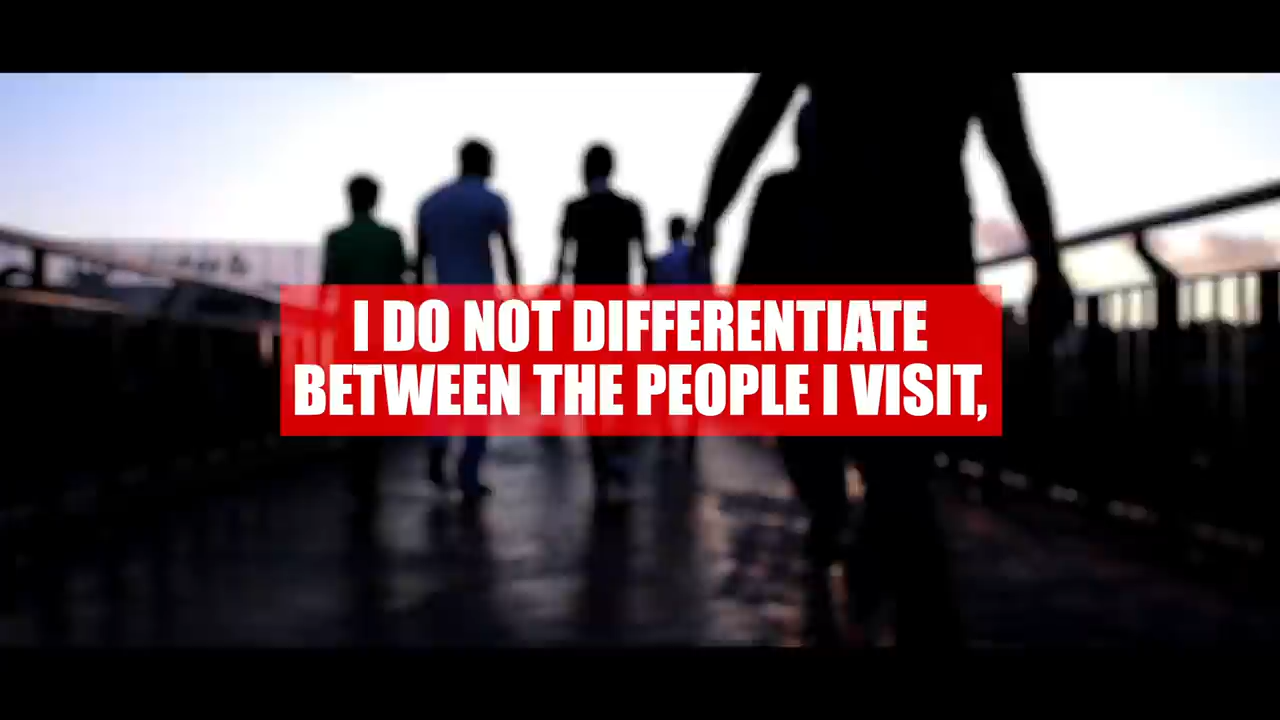 I DO NOT DIFFERENTIATE
BETWEEN THE PEOPLE I VISIT,